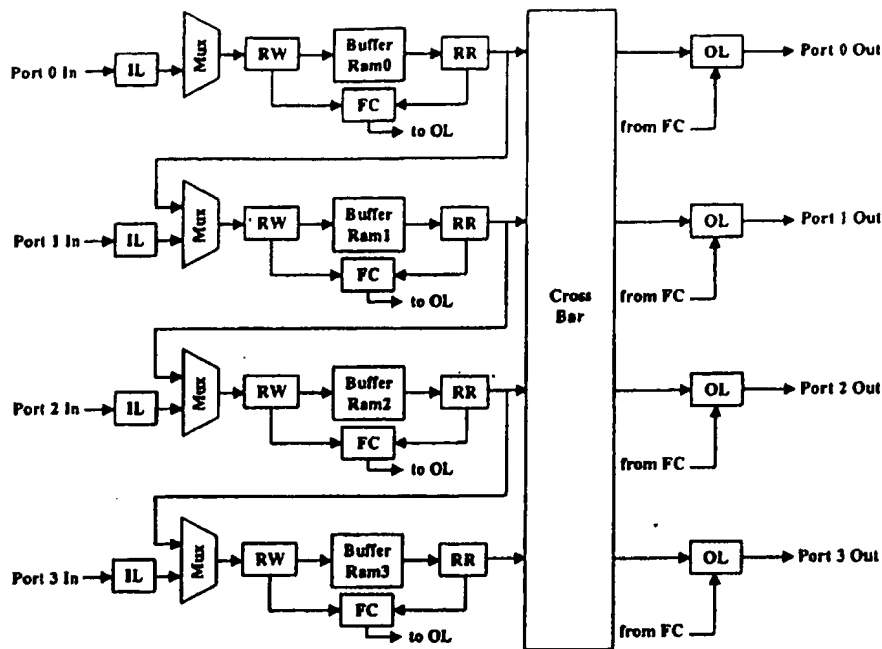 Port 0 In
IL
Mux
RW
Buffer
Ram0
RR
FC
to OL
OL
Port 0 Out
from FC
Port 1 In
IL
Mux
RW
Buffer
Ram1
RR
FC
to OL
OL
Port 1 Out
from FC
Cross
Bar
Port 2 In
IL
Mux
RW
Buffer
Ram2
RR
FC
to OL
OL
Port 2 Out
from FC
Port 3 In
IL
Mux
RW
Buffer
Ram3
RR
FC
to OL
OL
Port 3 Out
from FC